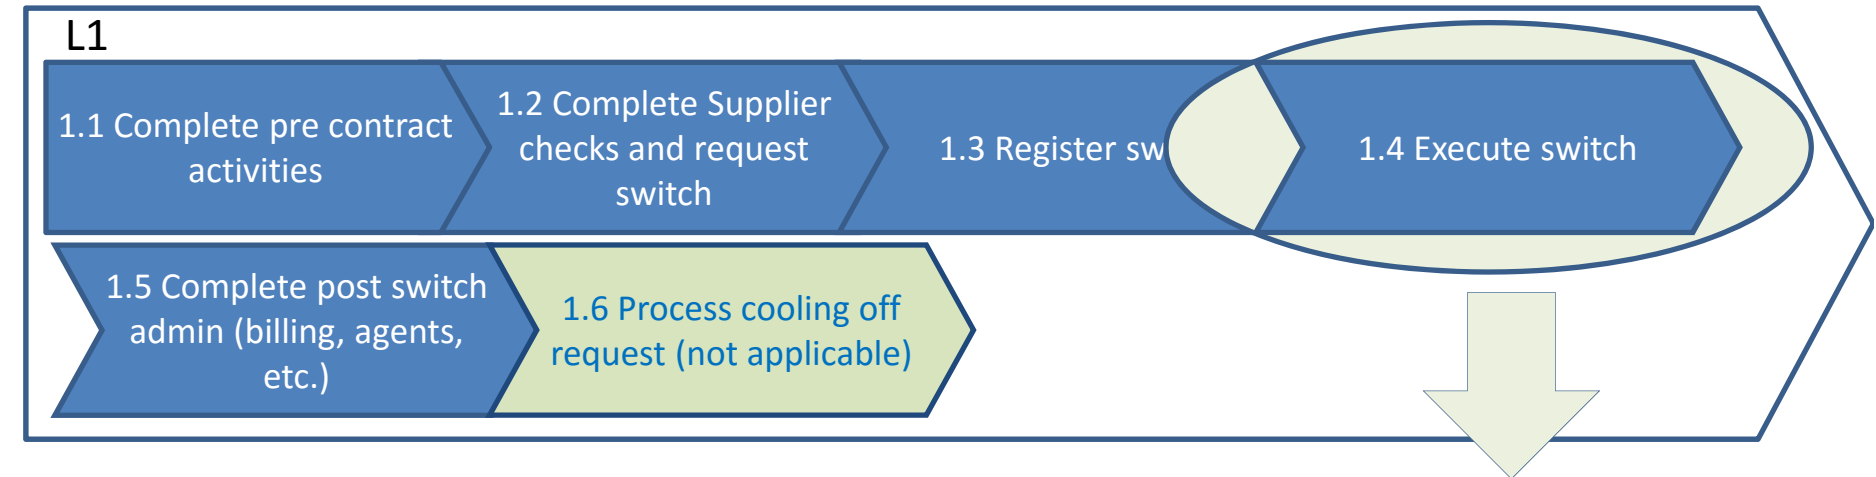 L1
1.1 Complete pre contract
activities
1.2 Complete Supplier
checks and request
switch
1.3 Register sw
1.4 Execute switch
1.5 Complete post switch
admin (billing, agents,
etc.)
1.6 Process cooling off
request (not applicable)